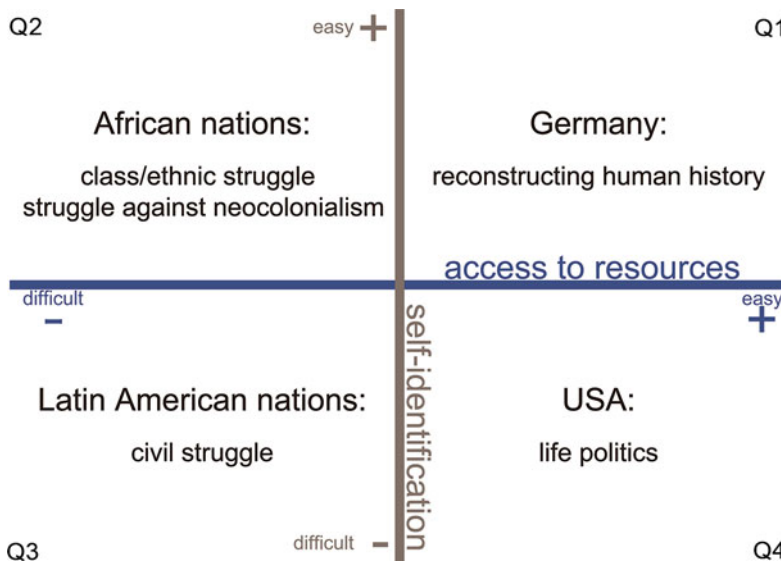 Q2
easy +
Q1
African nations:
class/ethnic struggle
struggle against neocolonialism
Germany:
reconstructing human history
access to resources
difficult
-
easy
+
self-identification
Latin American nations:
civil struggle
USA:
life politics
difficult -
Q3
Q4